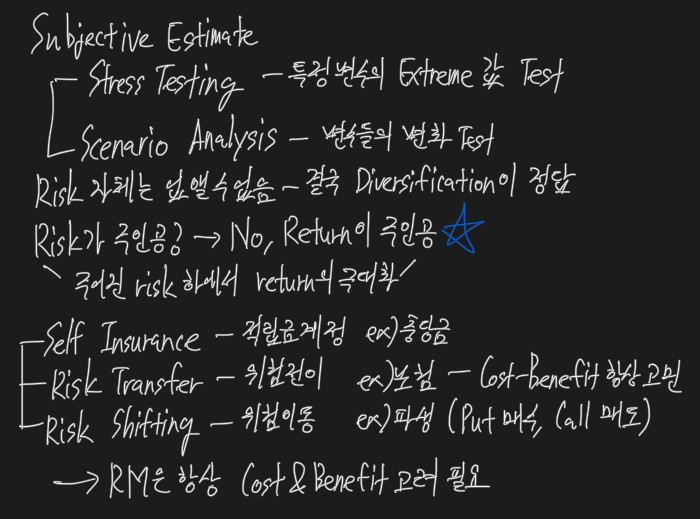 Subjective Estimate
Stress Testing - 특정변수의 Extreme 값 Test
Scenario Analysis - 변수들의 변화 Test
Risk 자체는 없앨수없음 - 결국 Diversification이 정답
Risk가 주인공? → No, Return이 주인공
주어진 risk 하에서 return의 극대화
Self Insurance - 적립금계정 ex) 충당금
Risk Transfer - 위험전이 ex) 보험 - Cost-Benefit 항상 고민
Risk Shifting - 위험이동 ex) 파생 (Put 매수, Call 매도)
→ RM은 항상 Cost & Benefit 고려 필요